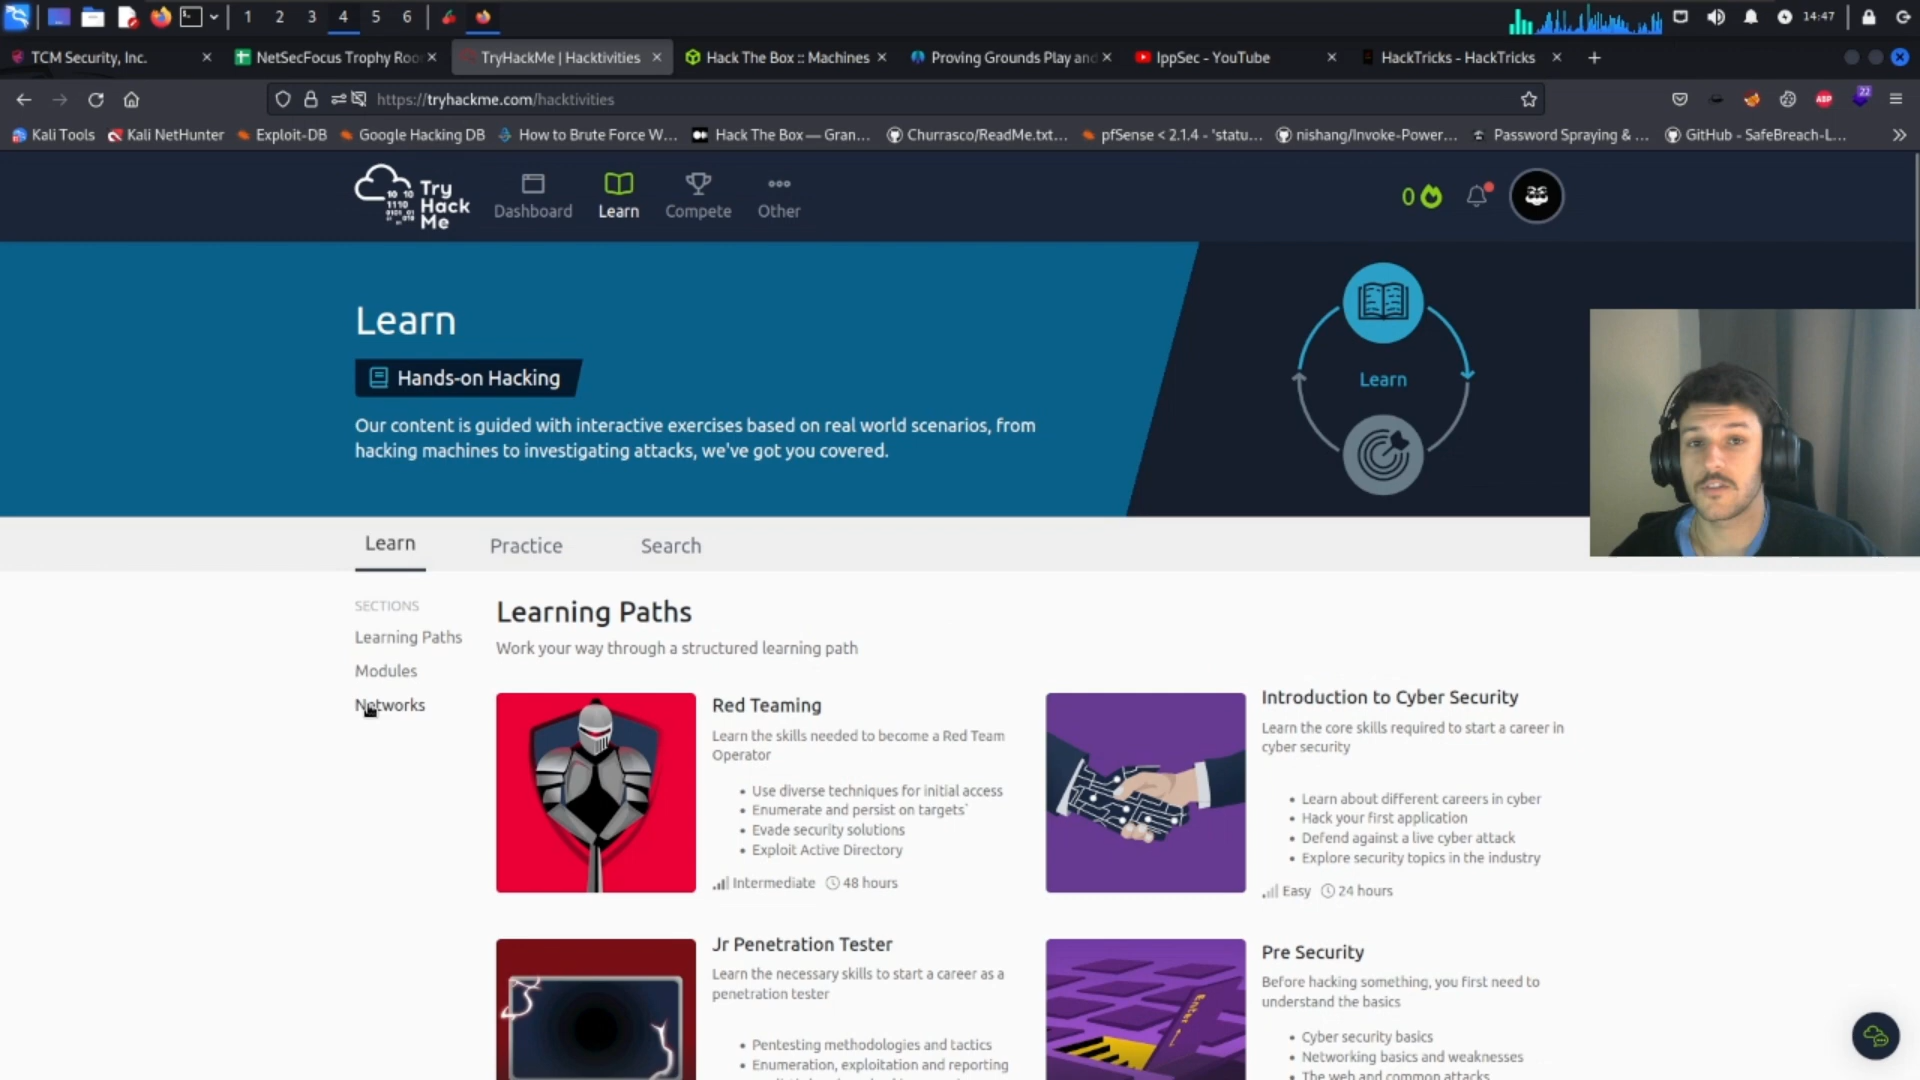 1 2 3 4 5 6
14:47
TCM Security, Inc.
NetSecFocus Trophy Roo
TryHackMe | Hacktivities
Hack The Box :: Machines
Proving Grounds Play and
IppSec - YouTube
HackTricks - HackTricks
https://tryhackme.com/hacktivities
ABP
22
Kali Tools
Kali NetHunter
Exploit-DB
Google Hacking DB
How to Brute Force W...
Hack The Box — Gran...
Churrasco/ReadMe.txt...
pfSense < 2.1.4 - 'statu...
nishang/Invoke-Power...
Password Spraying & ...
GitHub - SafeBreach-L...
Try
Hack
Me
Dashboard
Learn
Compete
Other
0
Learn
Hands-on Hacking
Our content is guided with interactive exercises based on real world scenarios, from
hacking machines to investigating attacks, we've got you covered.
Learn
Learn
Practice
Search
SECTIONS
Learning Paths
Modules
Networks
Learning Paths
Work your way through a structured learning path
Red Teaming
Learn the skills needed to become a Red Team
Operator
• Use diverse techniques for initial access
• Enumerate and persist on targets`
• Evade security solutions
• Exploit Active Directory
Intermediate 48 hours
Introduction to Cyber Security
Learn the core skills required to start a career in
cyber security
• Learn about different careers in cyber
• Hack your first application
• Defend against a live cyber attack
• Explore security topics in the industry
Easy 24 hours
Jr Penetration Tester
Learn the necessary skills to start a career as a
penetration tester
• Pentesting methodologies and tactics
• Enumeration, exploitation and reporting
Enter
Pre Security
Before hacking something, you first need to
understand the basics
• Cyber security basics
• Networking basics and weaknesses
• The web and common attacks